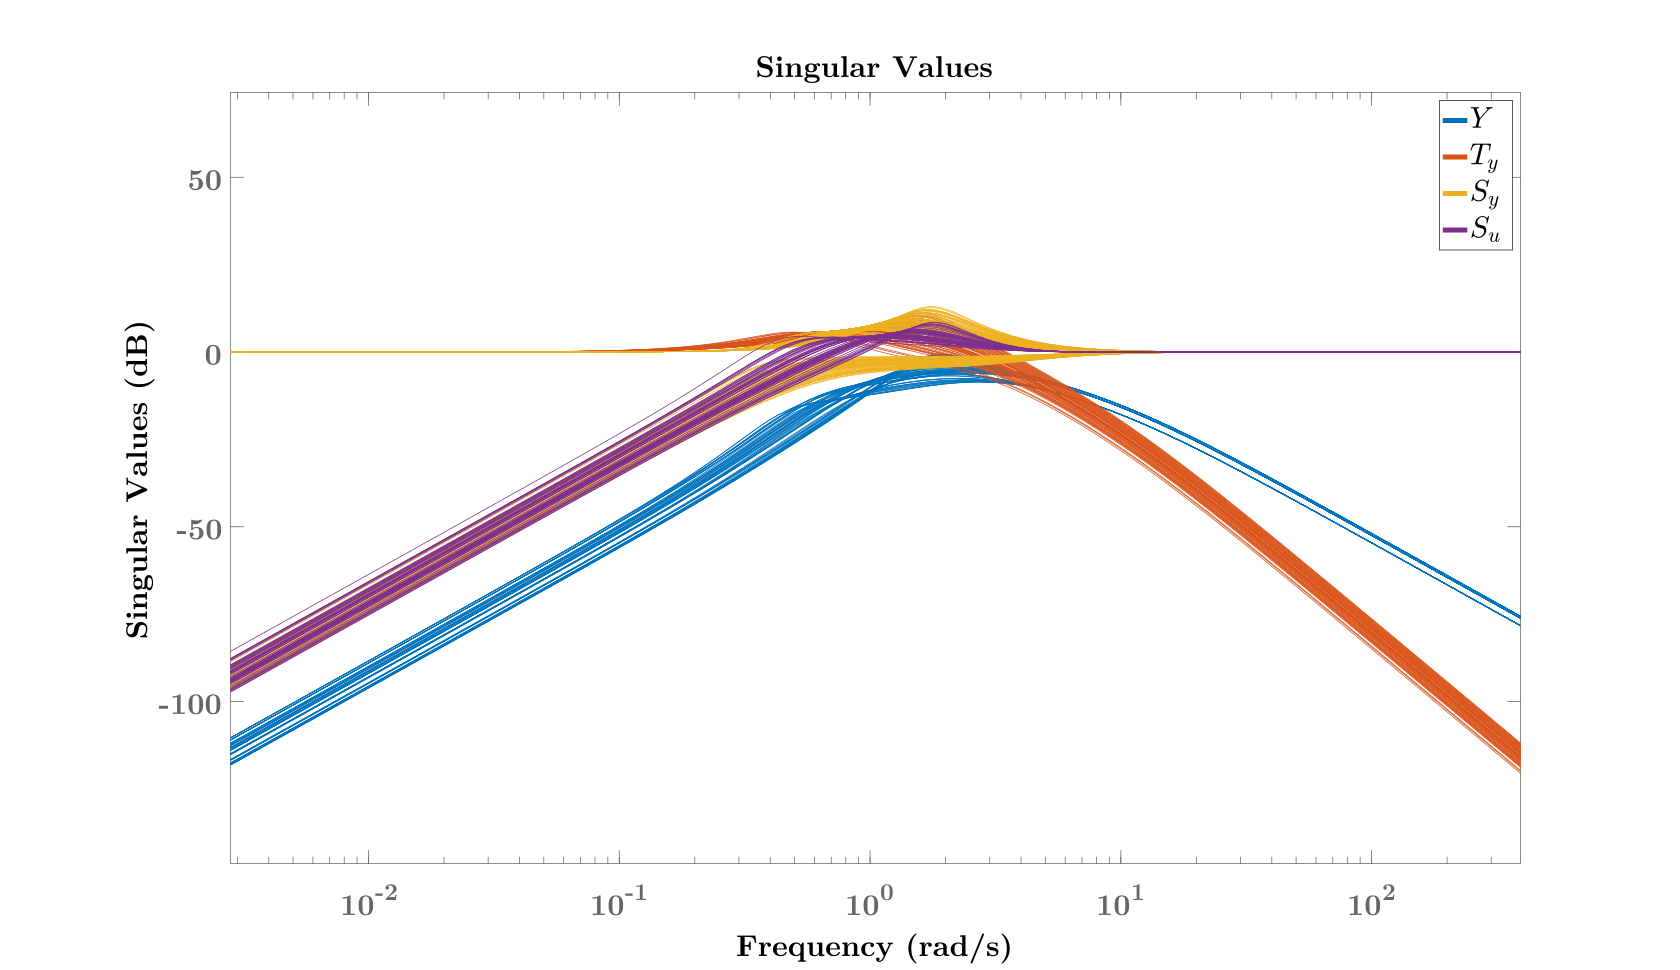 Singular Values
Y
T_y
S_y
S_u
Singular Values (dB)
50
0
-50
-100
10^-2
10^-1
10^0
10^1
10^2
Frequency (rad/s)